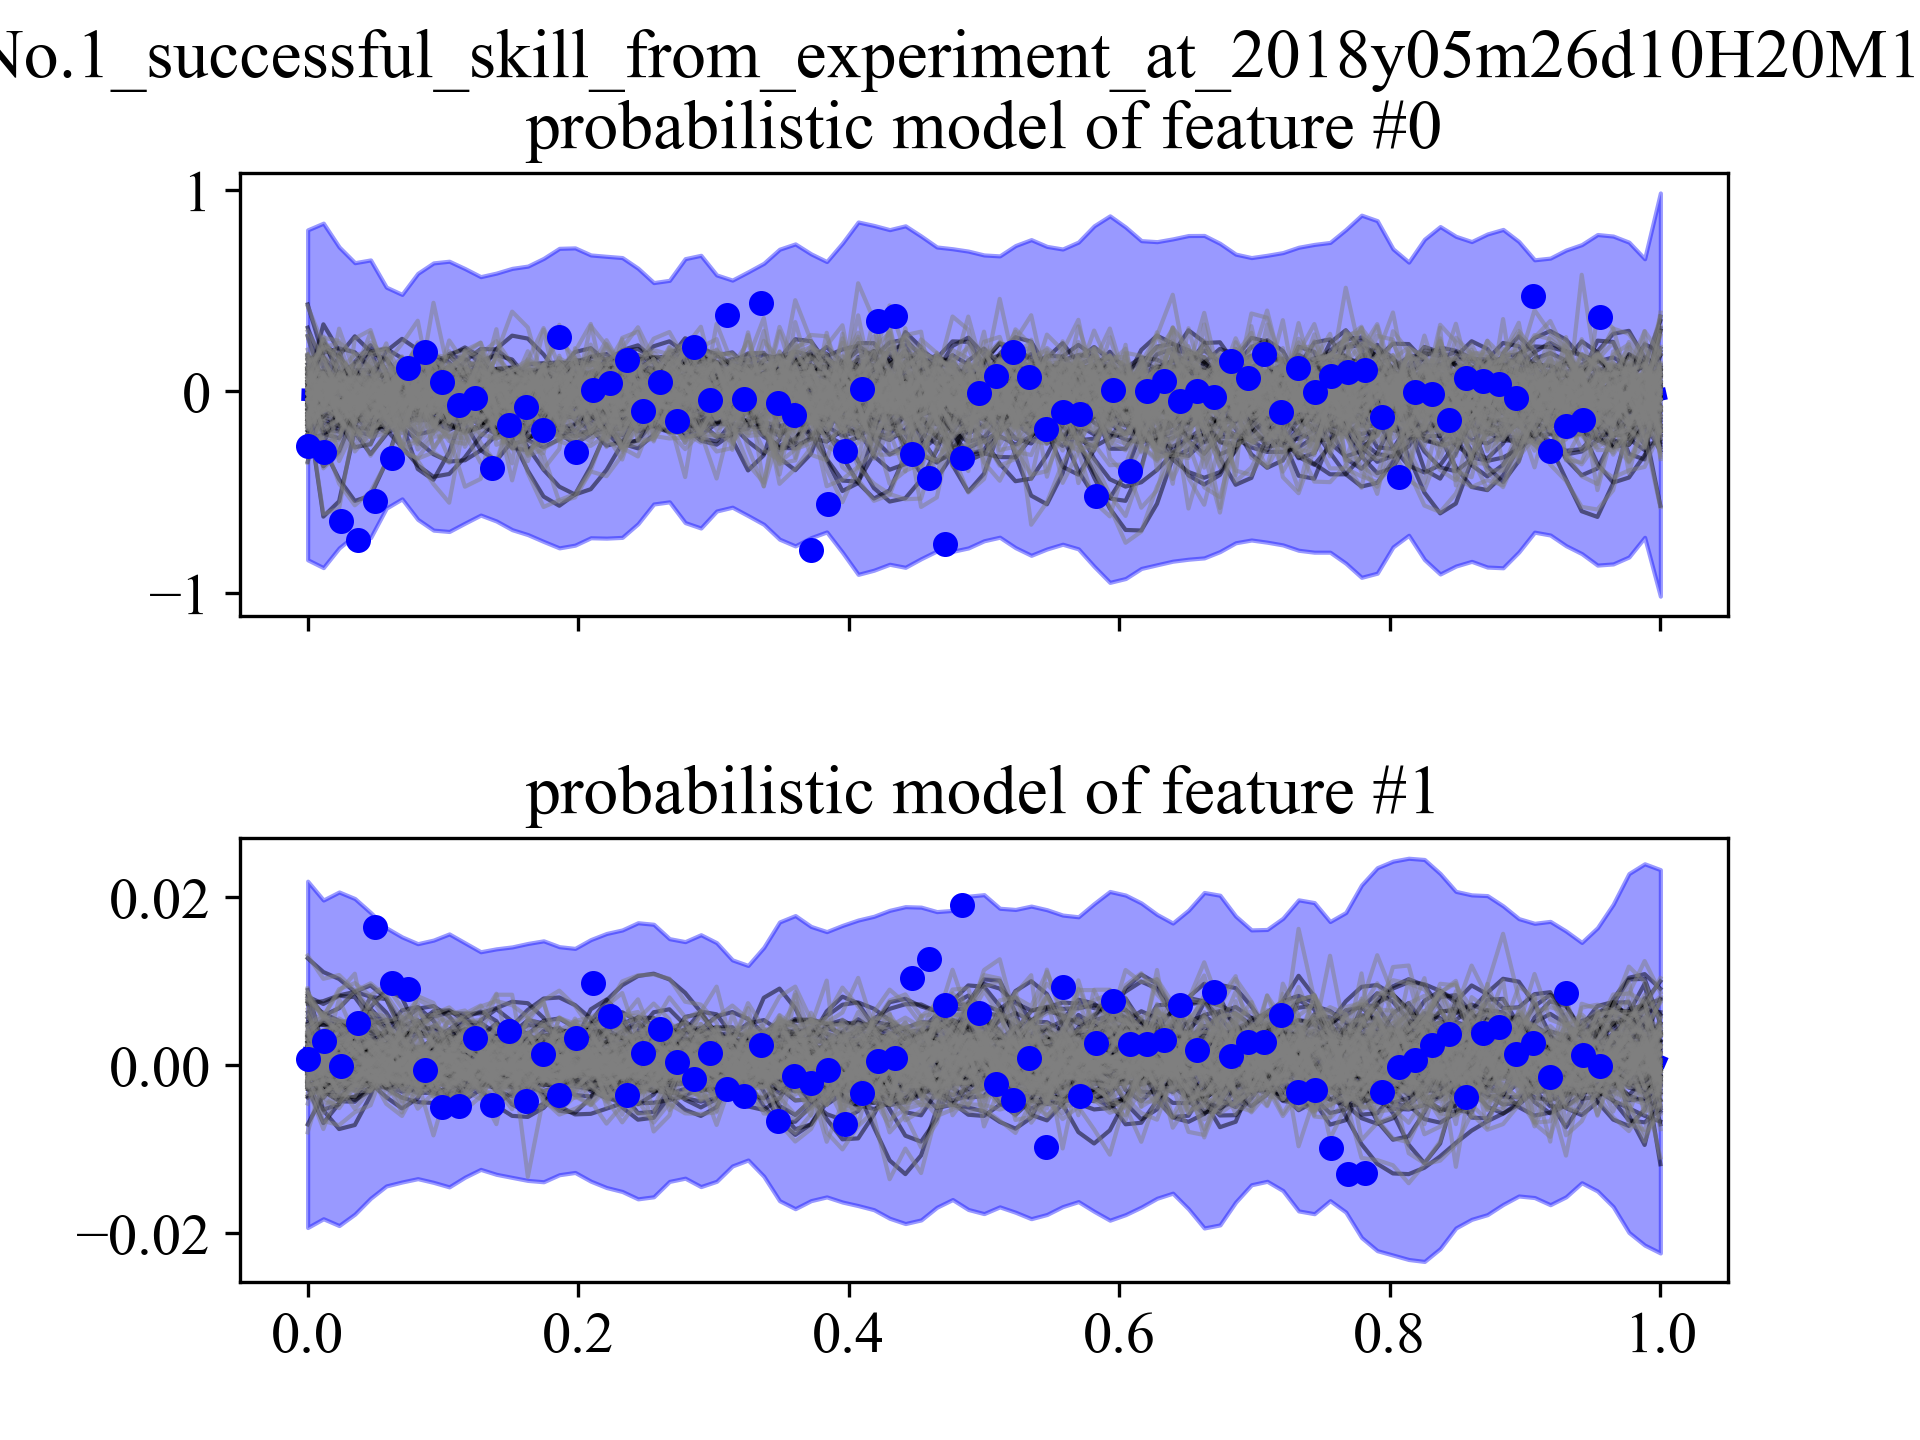 No.1_successful_skill_from_experiment_at_2018y05m26d10H20M1
probabilistic model of feature #0
1
0
−1
probabilistic model of feature #1
0.02
0.00
−0.02
0.0 0.2 0.4 0.6 0.8 1.0